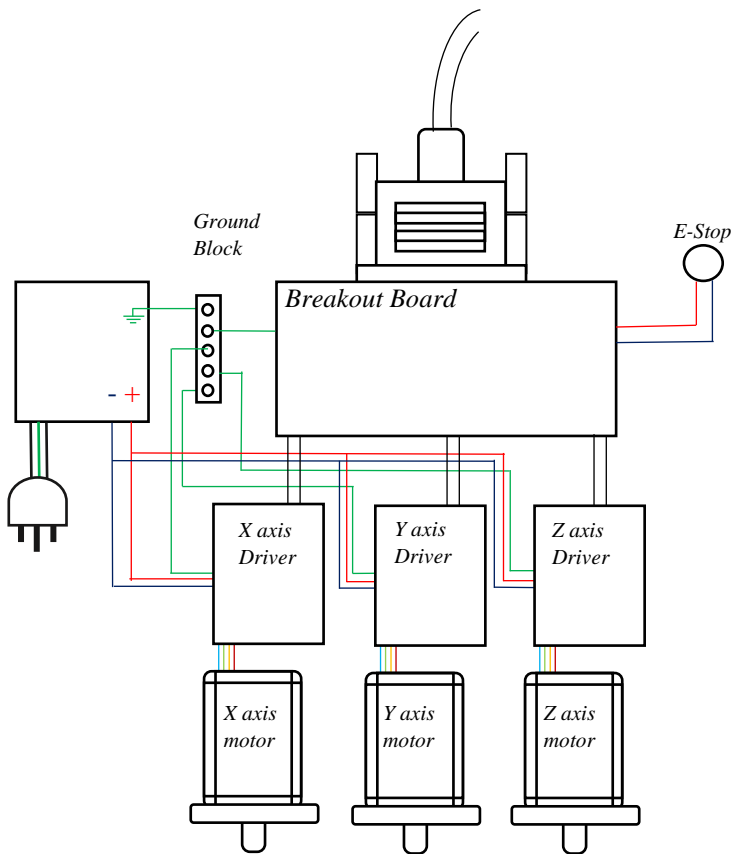 Ground
Block
E-Stop
Breakout Board
- +
X axis
Driver
Y axis
Driver
Z axis
Driver
X axis
motor
Y axis
motor
Z axis
motor